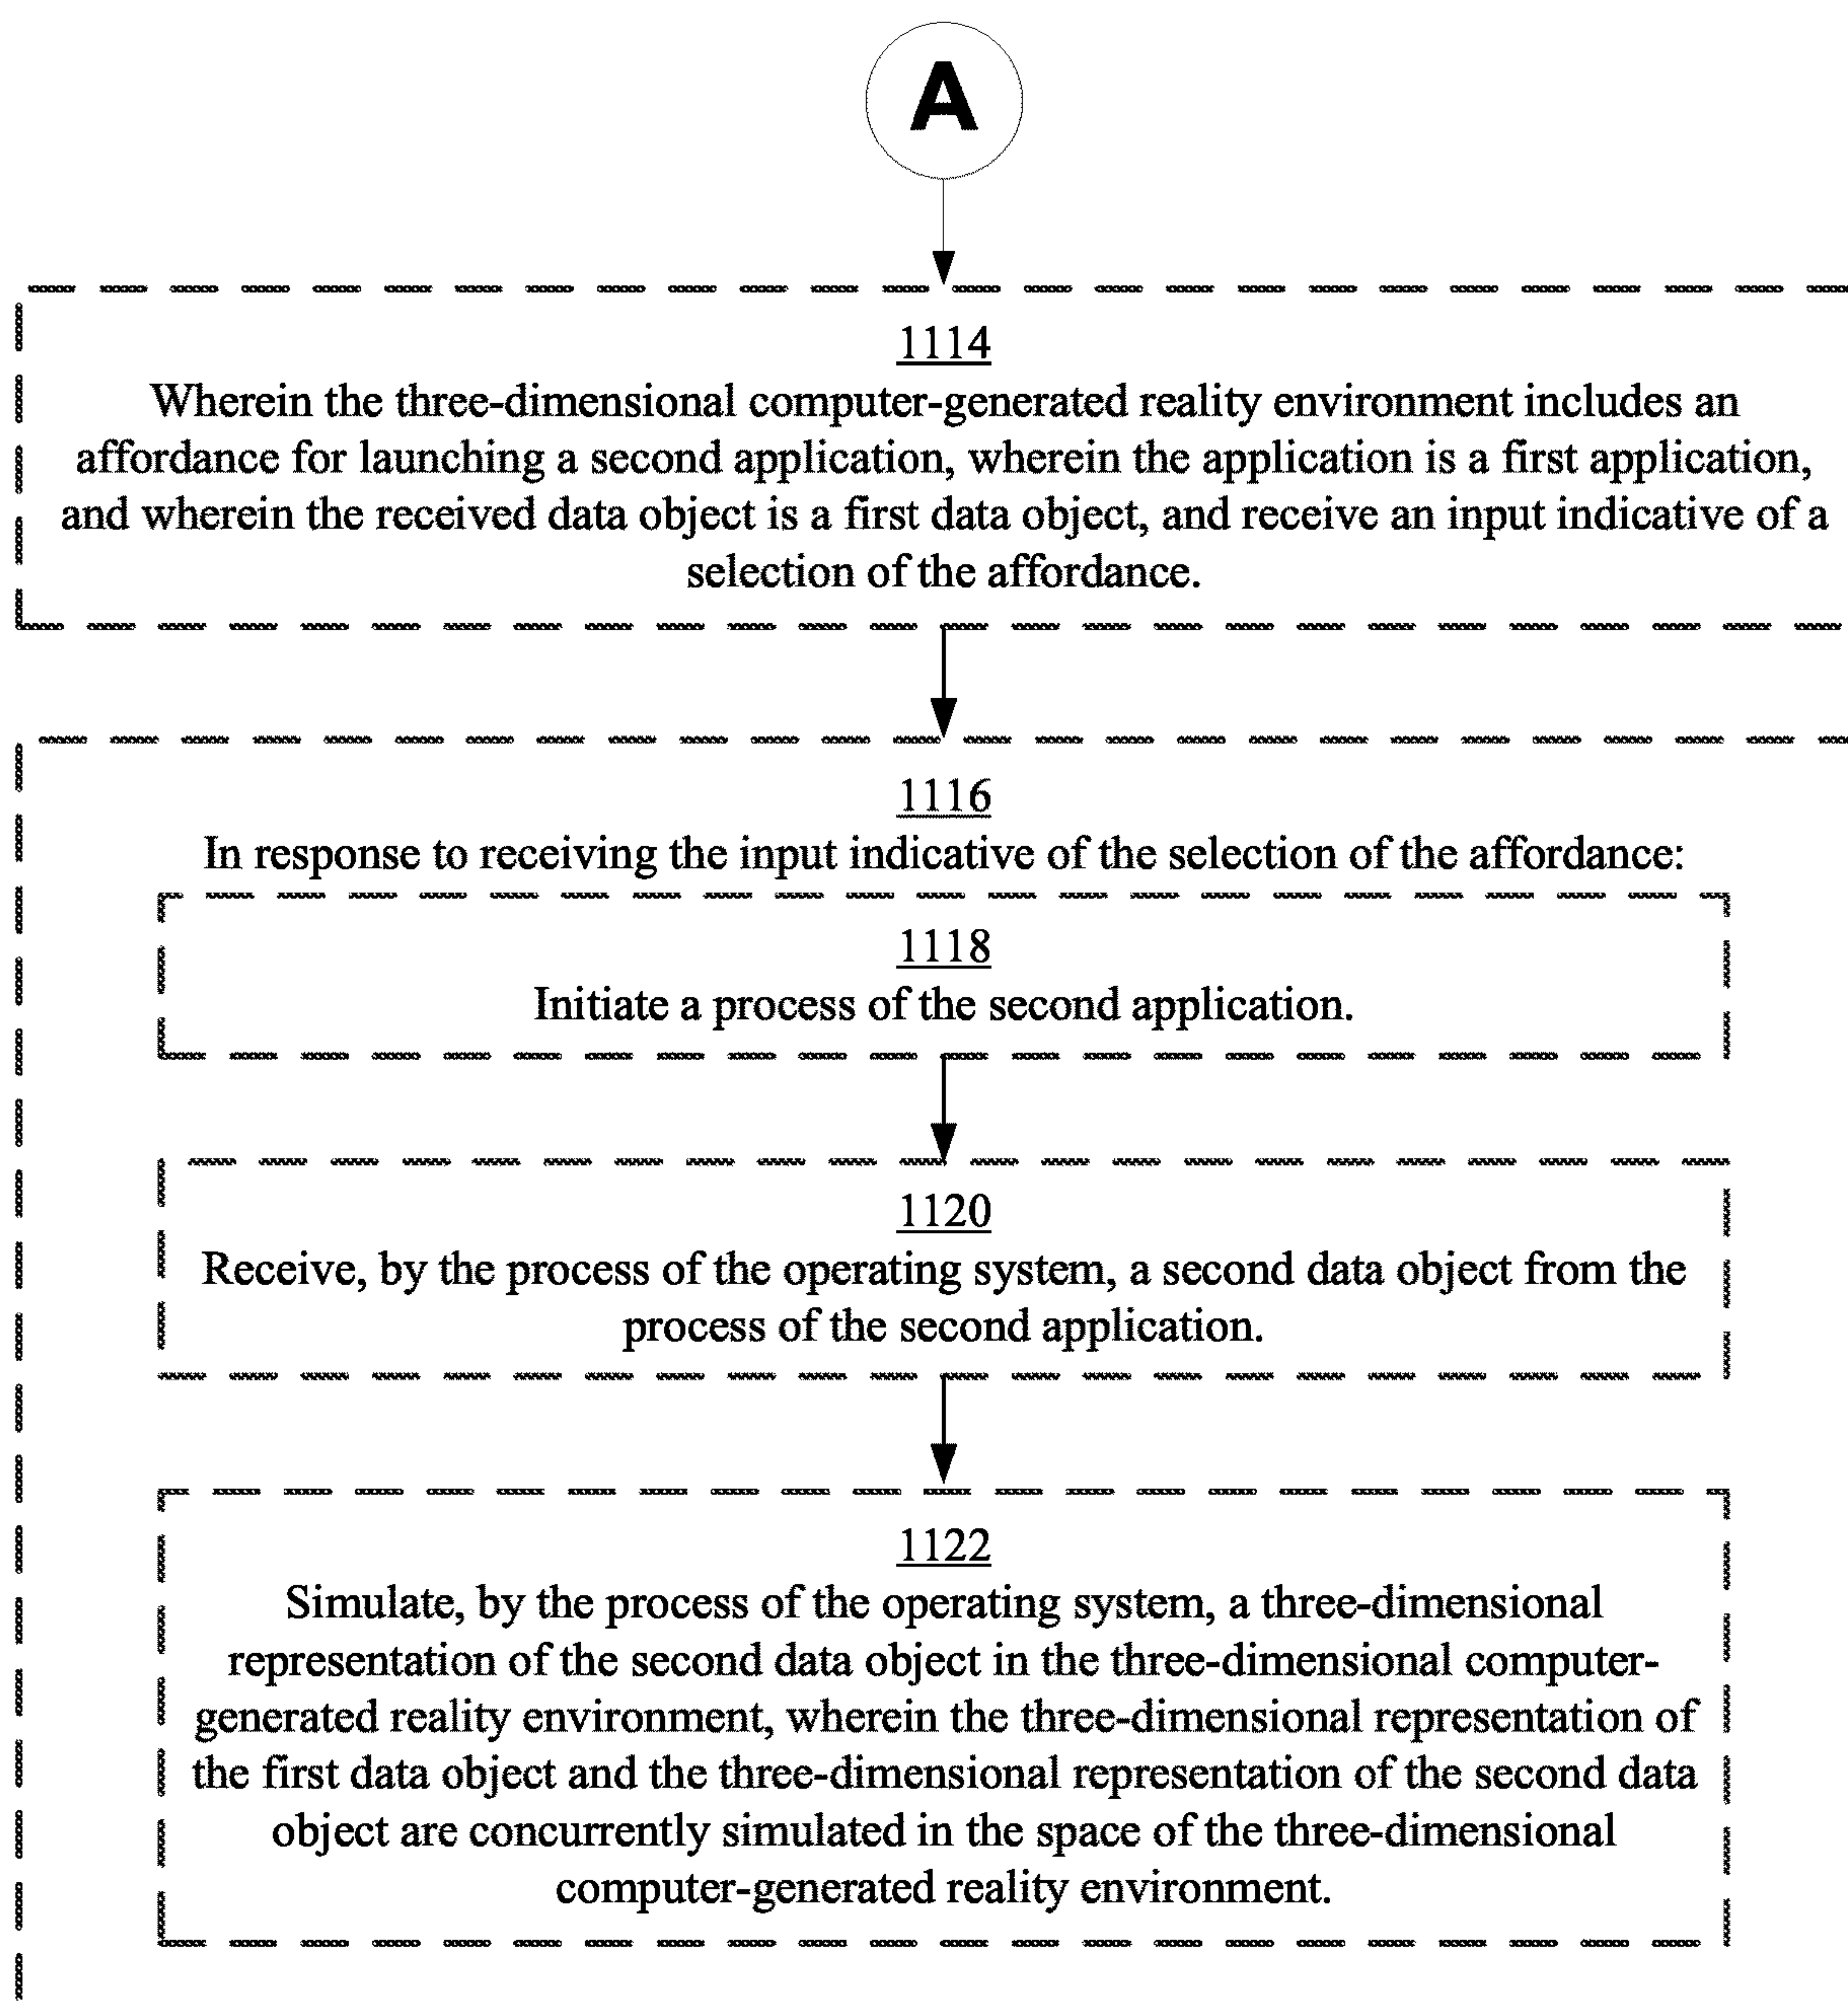 A
1114
Wherein the three-dimensional computer-generated reality environment includes an
affordance for launching a second application, wherein the application is a first application,
and wherein the received data object is a first data object, and receive an input indicative of a
selection of the affordance.
1116
In response to receiving the input indicative of the selection of the affordance:
1118
Initiate a process of the second application.
1120
Receive, by the process of the operating system, a second data object from the
process of the second application.
1122
Simulate, by the process of the operating system, a three-dimensional
representation of the second data object in the three-dimensional computer-
generated reality environment, wherein the three-dimensional representation of
the first data object and the three-dimensional representation of the second data
object are concurrently simulated in the space of the three-dimensional
computer-generated reality environment.